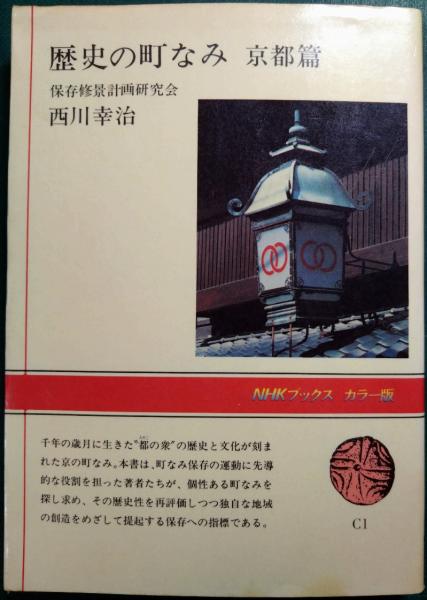 歴史の町なみ 京都篇
保存修景計画研究会
西川幸治
NHKブックス カラー版
千年の歳月に生きた“都の衆”の歴史と文化が刻ま
れた京の町なみ。本書は、町なみ保存の運動に先導
的な役割を担った著者たちが、個性ある町なみを
探し求め、その歴史性を再評価しつつ独自な地域
の創造をめざして提起する保存への指標である。
C1